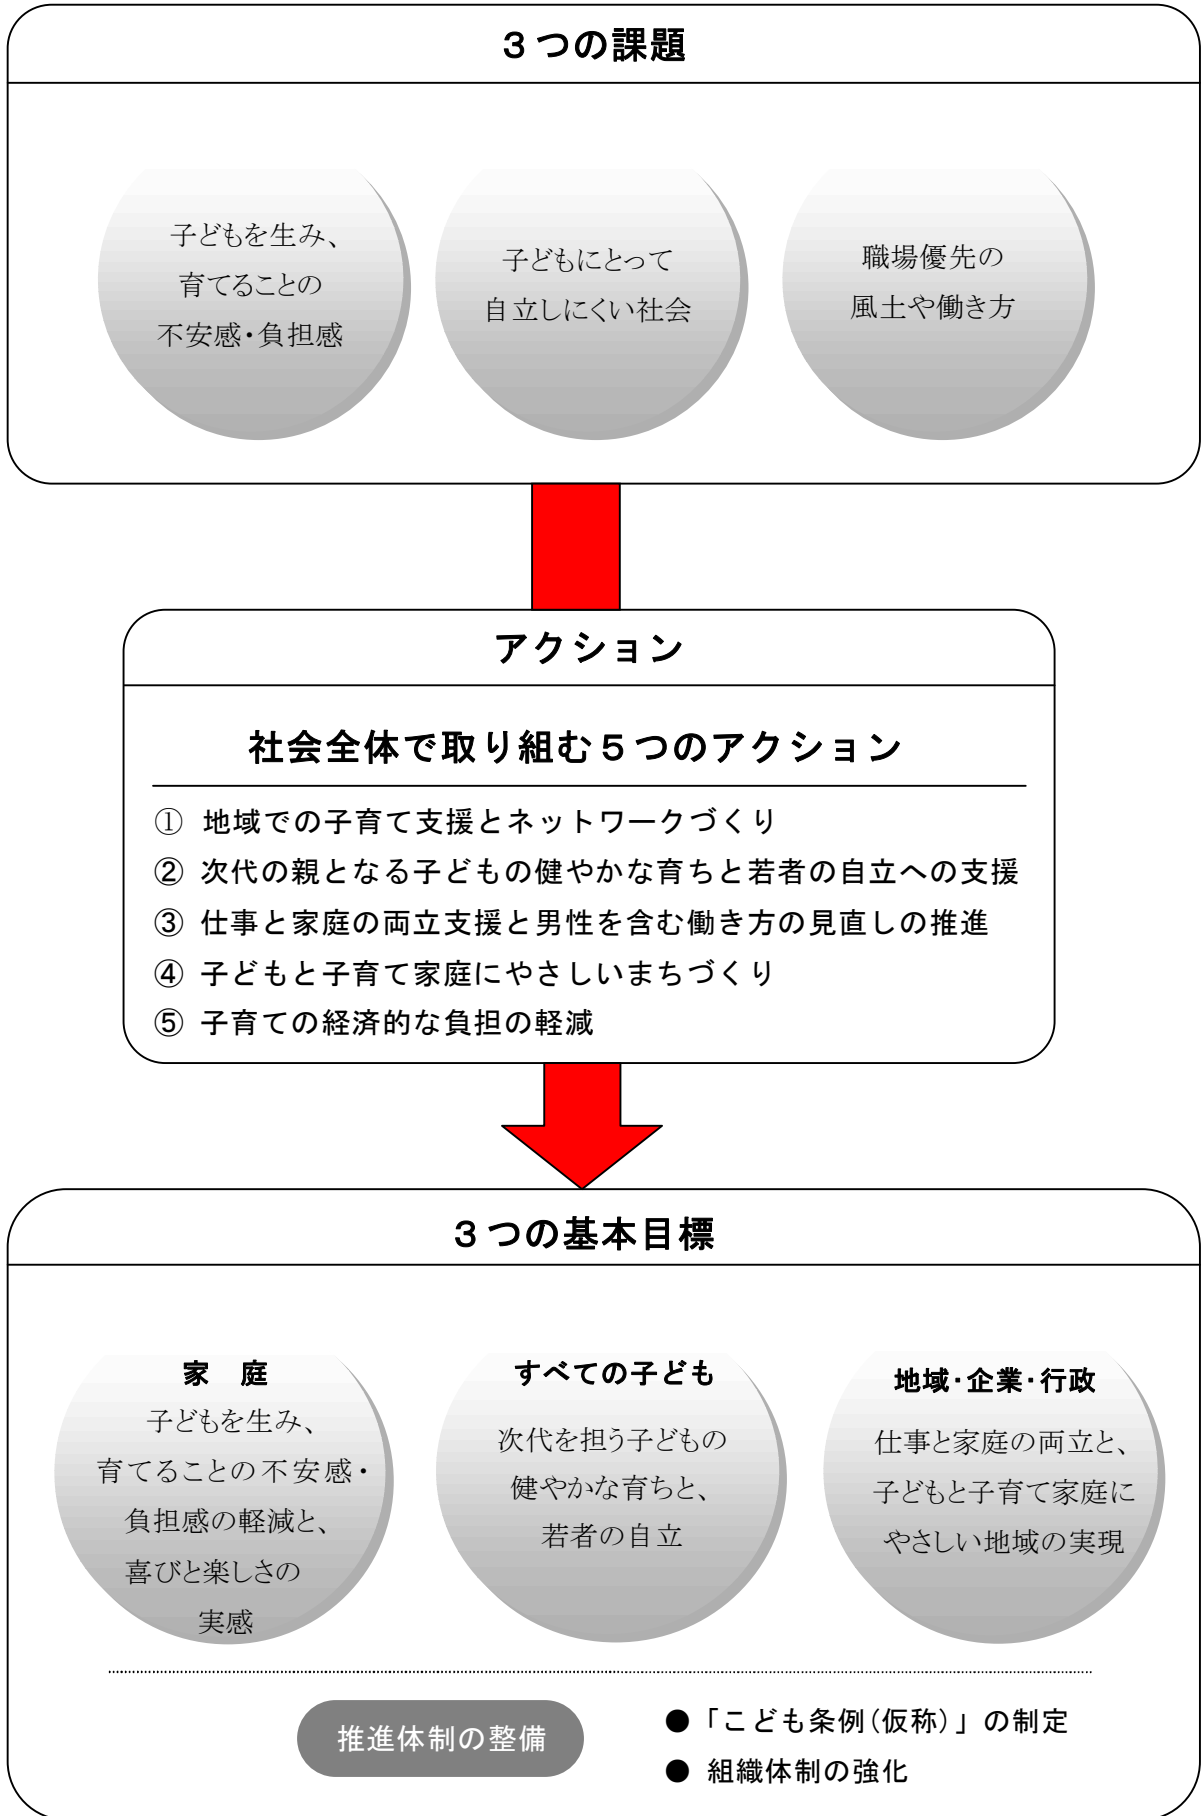 ３つの課題
子どもを生み、
育てることの
不安感・負担感
子どもにとって
自立しにくい社会
職場優先の
風土や働き方
アクション
社会全体で取り組む５つのアクション
① 地域での子育て支援とネットワークづくり
② 次代の親となる子どもの健やかな育ちと若者の自立への支援
③ 仕事と家庭の両立支援と男性を含む働き方の見直しの推進
④ 子どもと子育て家庭にやさしいまちづくり
⑤ 子育ての経済的な負担の軽減
３つの基本目標
家　庭
子どもを生み、
育てることの不安感・
負担感の軽減と、
喜びと楽しさの
実感
すべての子ども
次代を担う子どもの
健やかな育ちと、
若者の自立
地域・企業・行政
仕事と家庭の両立と、
子どもと子育て家庭に
やさしい地域の実現
推進体制の整備
● 「こども条例（仮称）」の制定
● 組織体制の強化